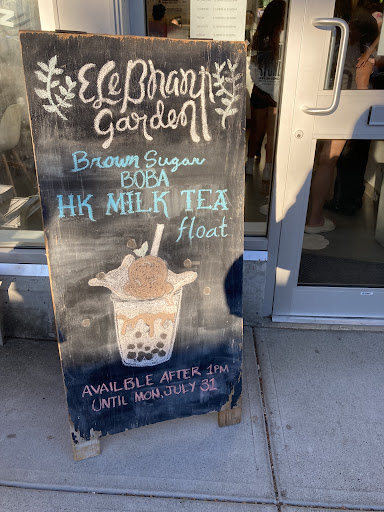 Elephant
garden
Brown Sugar
BOBA
HK MILK TEA
float
AVAILBLE AFTER 1PM
UNTIL MON, JULY 31